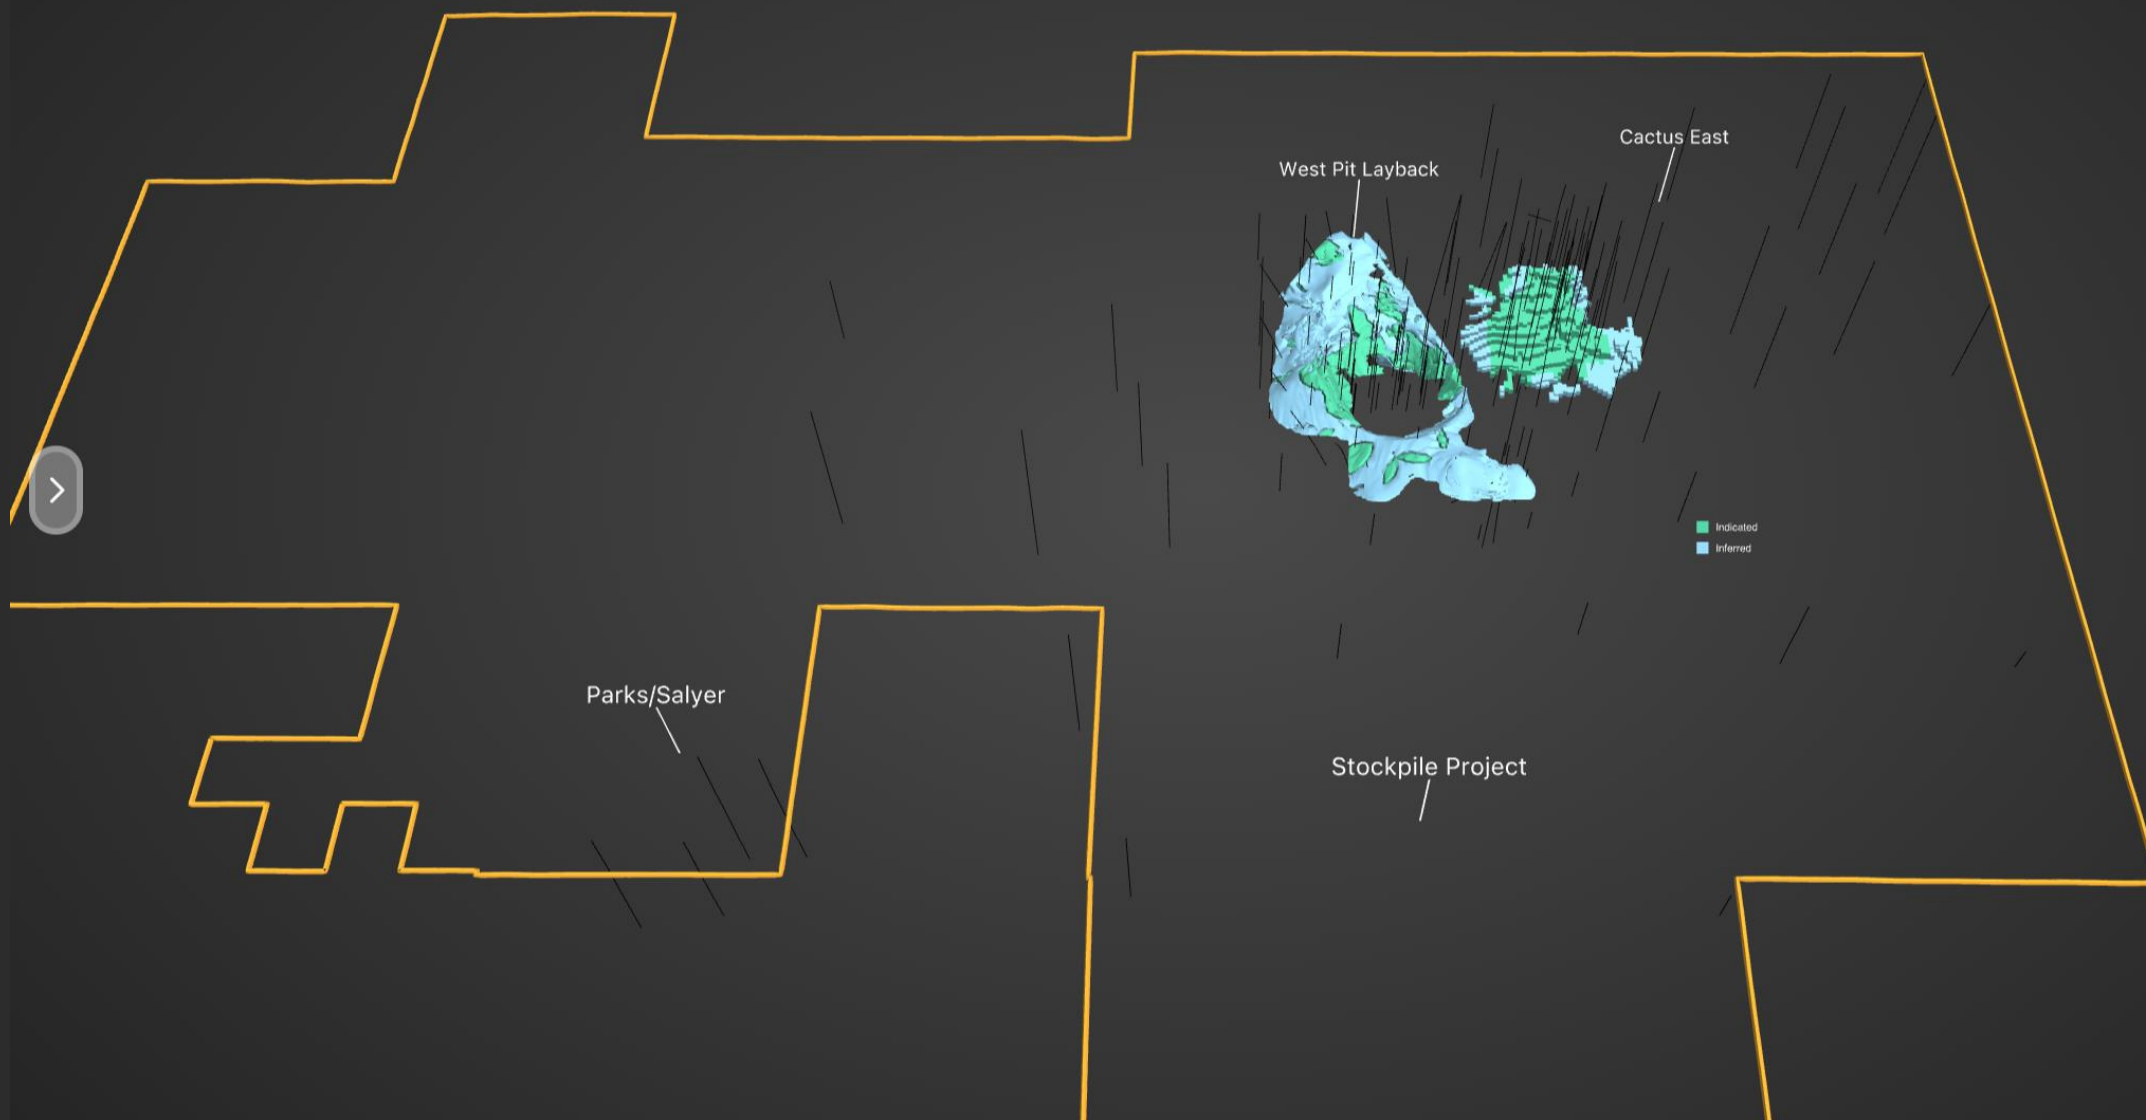 Cactus East
West Pit Layback
Indicated
Inferred
Parks/Salyer
Stockpile Project